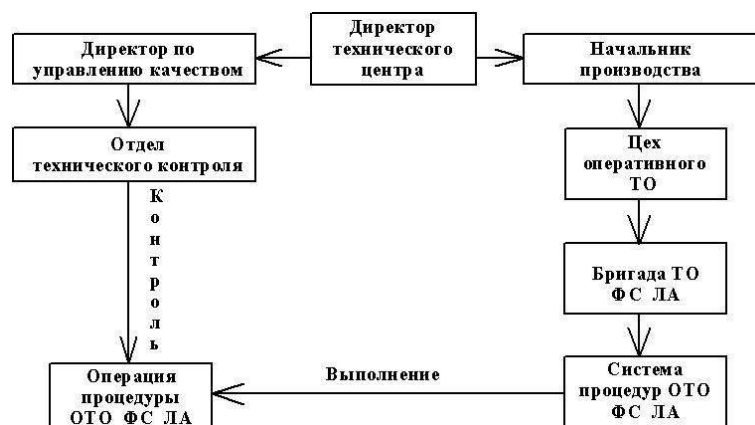 Директор
технического
центра
Директор по
управлению качеством
Начальник
производства
Отдел
технического контроля
Цех
оперативного
ТО
Контроль
Бригада ТО
ФС ЛА
Операция
процедуры
ОТО ФС ЛА
Выполнение
Система
процедур ОТО
ФС ЛА